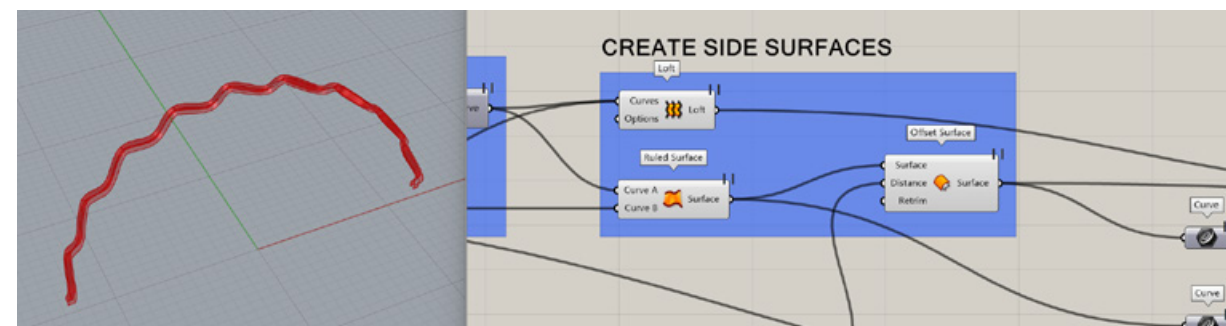 CREATE SIDE SURFACES
Loft
Curves
Loft
Options
Ruled Surface
Curve A
Surface
Curve B
Offset Surface
Surface
Distance
Surface
Retrim
Curve
Curve